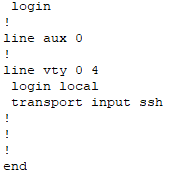 login
!
line aux 0
!
line vty 0 4
 login local
 transport input ssh
!
!
!
end